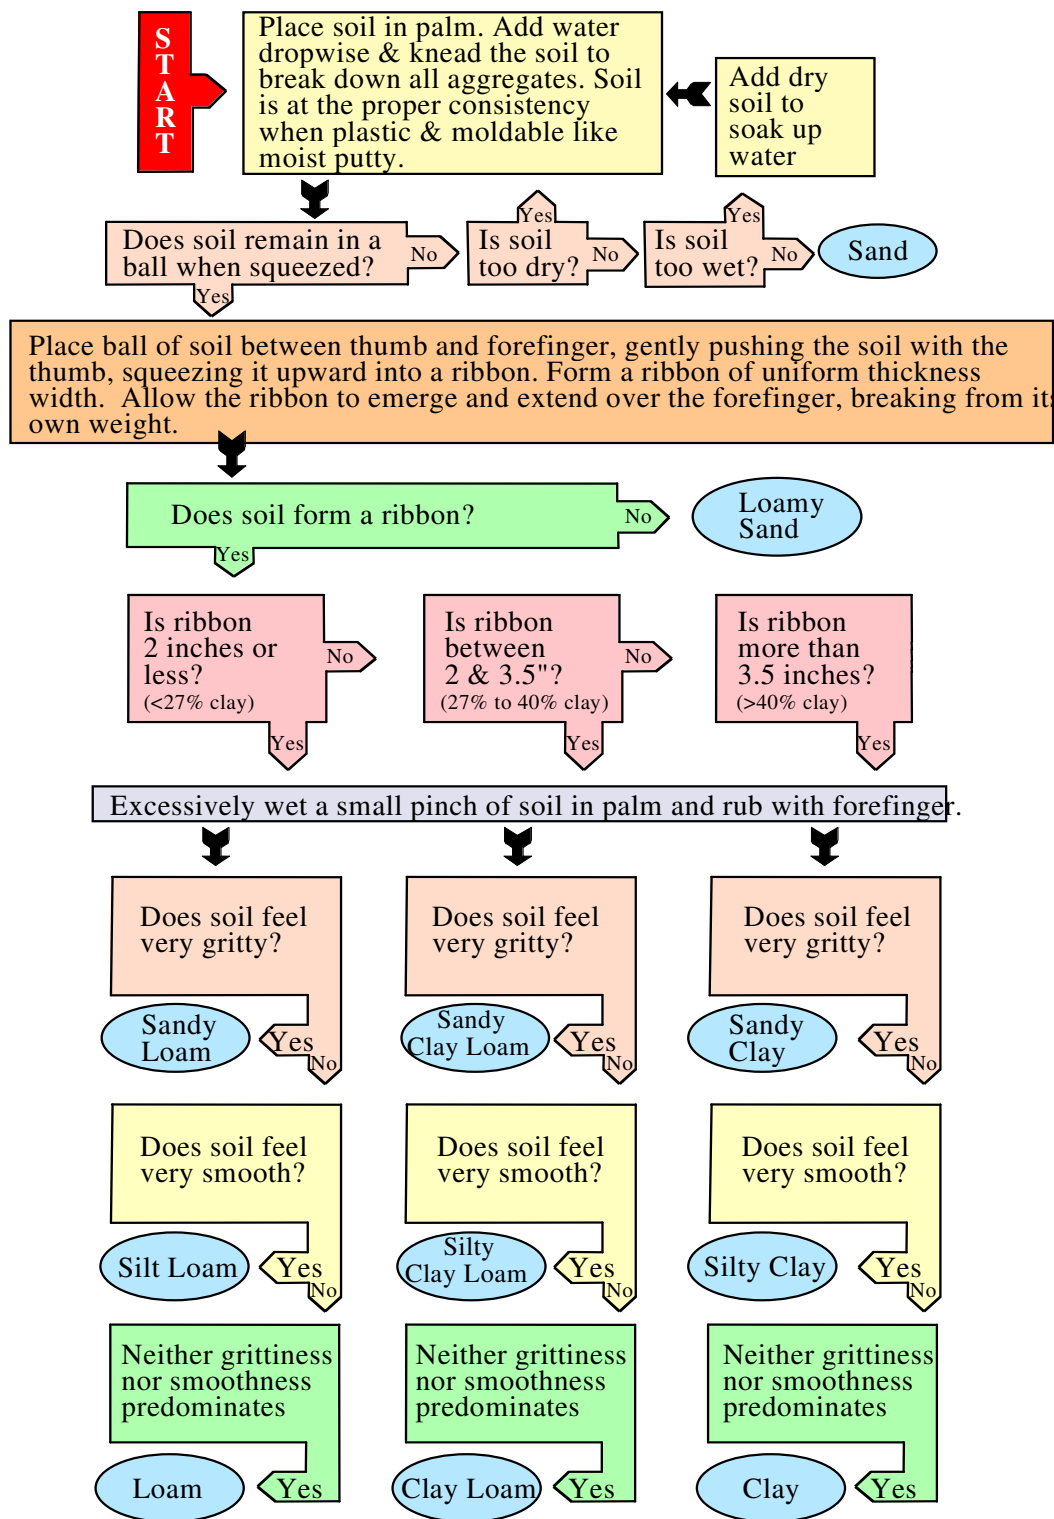 START
Place soil in palm. Add water
dropwise & knead the soil to
break down all aggregates. Soil
is at the proper consistency
when plastic & moldable like
moist putty.
Add dry
soil to
soak up
water
Does soil remain in a
ball when squeezed?
No
Yes
Is soil
too dry?
Yes
No
Is soil
too wet?
Yes
No
Sand
Place ball of soil between thumb and forefinger, gently pushing the soil with the
thumb, squeezing it upward into a ribbon. Form a ribbon of uniform thickness
width. Allow the ribbon to emerge and extend over the forefinger, breaking from its
own weight.
Does soil form a ribbon?
No
Yes
Loamy
Sand
Is ribbon
2 inches or
less?
(<27% clay)
No
Yes
Is ribbon
between
2 & 3.5"?
(27% to 40% clay)
No
Yes
Is ribbon
more than
3.5 inches?
(>40% clay)
Yes
Excessively wet a small pinch of soil in palm and rub with forefinger.
Does soil feel
very gritty?
Yes
No
Sandy
Loam
Does soil feel
very gritty?
Yes
No
Sandy
Clay Loam
Does soil feel
very gritty?
Yes
No
Sandy
Clay
Does soil feel
very smooth?
Yes
No
Silt Loam
Does soil feel
very smooth?
Yes
No
Silty
Clay Loam
Does soil feel
very smooth?
Yes
No
Silty Clay
Neither grittiness
nor smoothness
predominates
Yes
Loam
Neither grittiness
nor smoothness
predominates
Yes
Clay Loam
Neither grittiness
nor smoothness
predominates
Yes
Clay